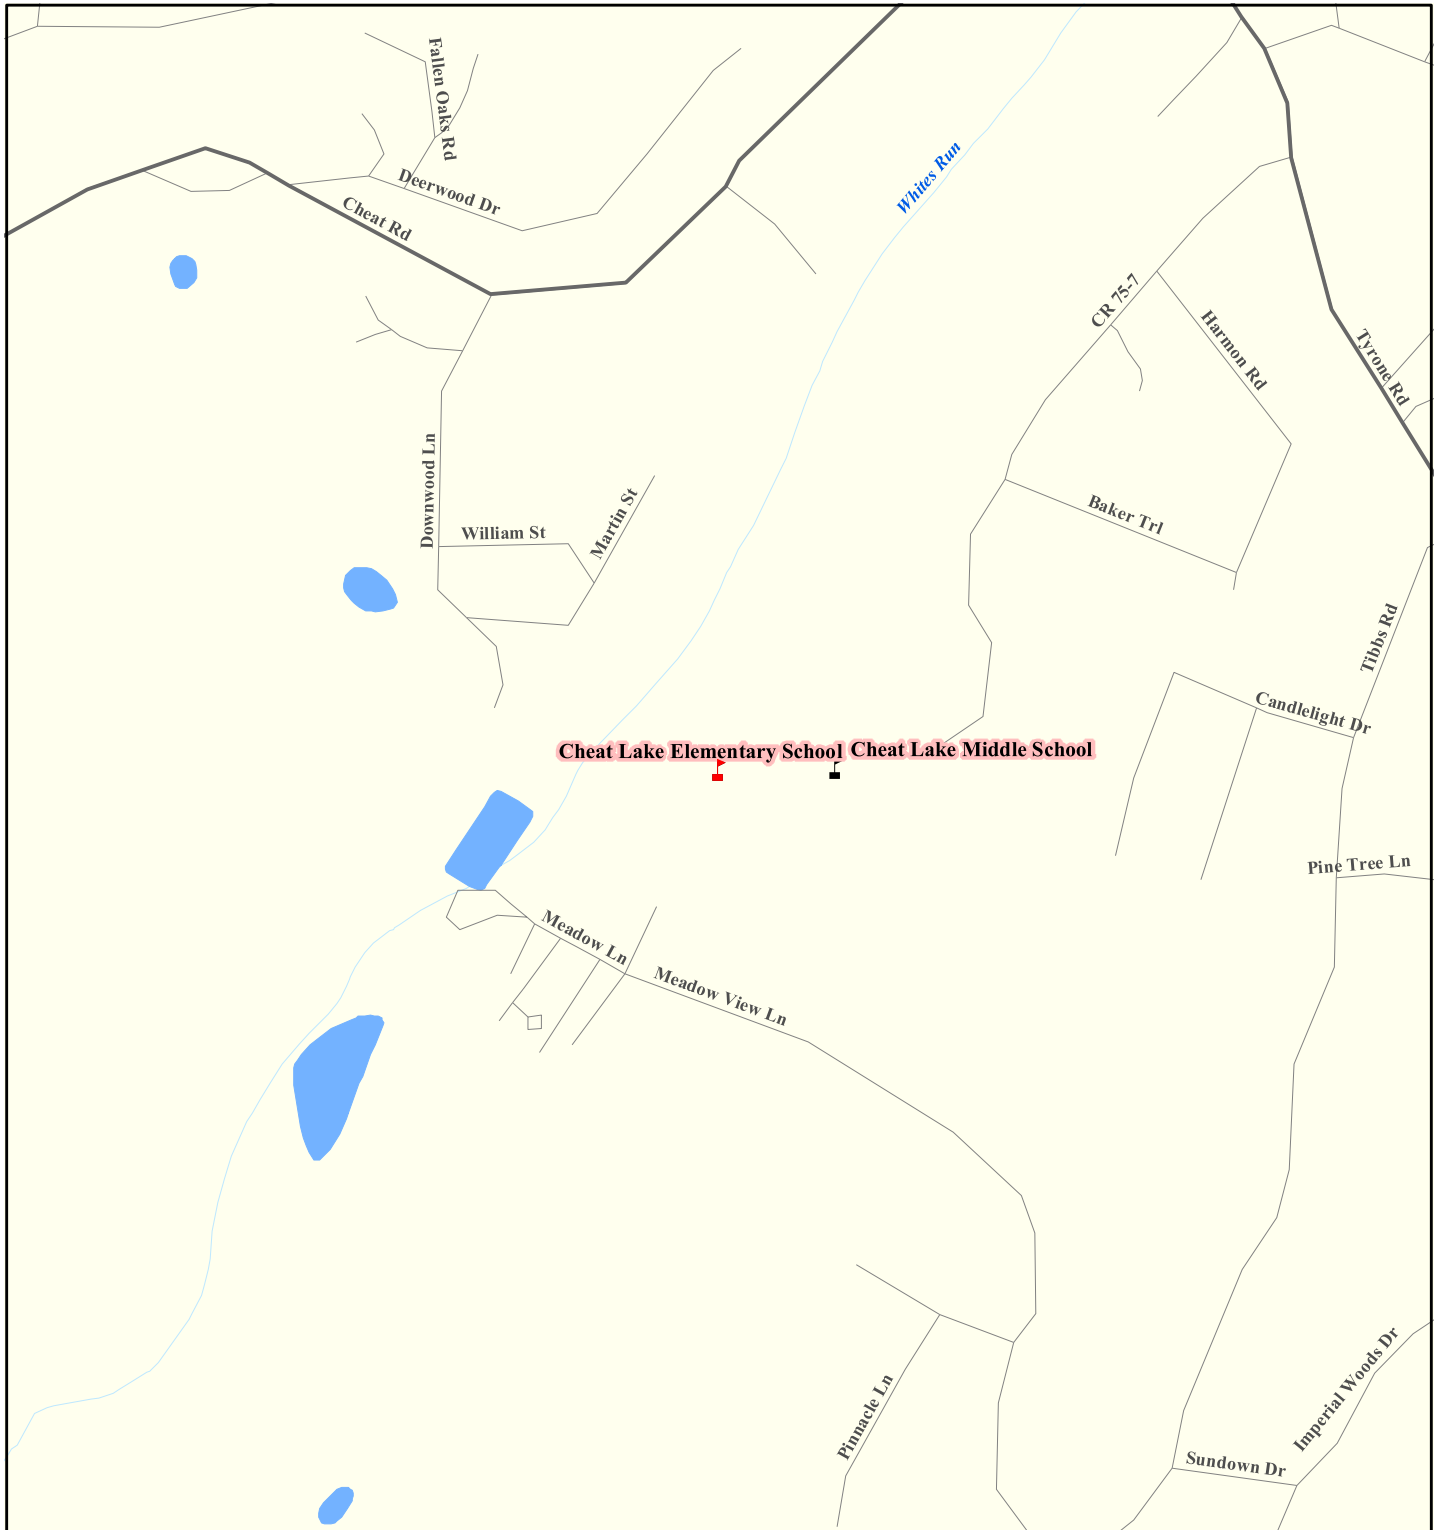 Fallen Oaks Rd
Deerwood Dr
Cheat Rd
Whites Run
CR 75-7
Harmon Rd
Tyrone Rd
Downwood Ln
William St
Martin St
Baker Trl
Tibbs Rd
Candlelight Dr
Cheat Lake Elementary School
Cheat Lake Middle School
Pine Tree Ln
Meadow Ln
Meadow View Ln
Pinnacle Ln
Imperial Woods Dr
Sundown Dr